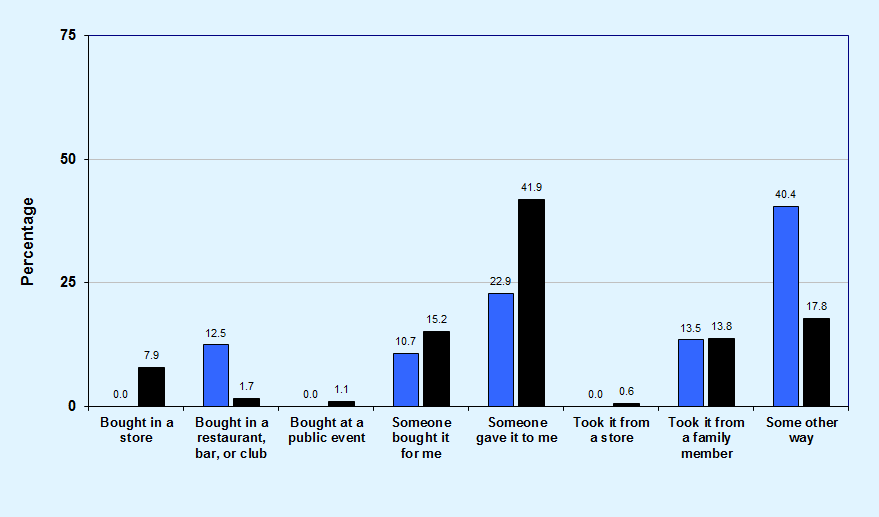 75
50
25
0
Percentage
0.0
7.9
12.5
1.7
0.0
1.1
10.7
15.2
22.9
41.9
0.0
0.6
13.5
13.8
40.4
17.8
Bought in a
store
Bought in a
restaurant,
bar, or club
Bought at a
public event
Someone
bought it
for me
Someone
gave it to me
Took it from
a store
Took it from
a family
member
Some other
way